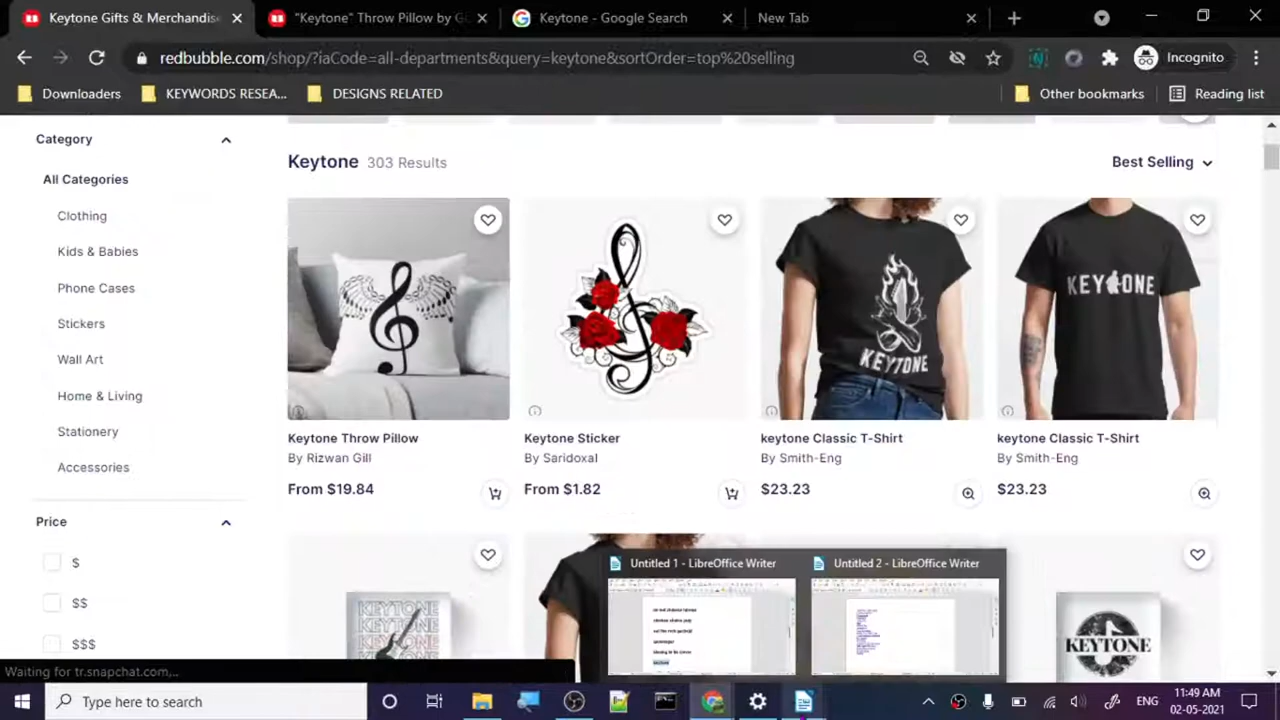 Keytone Gifts & Merchandis
"Keytone" Throw Pillow by G
Keytone - Google Search
New Tab
redbubble.com/shop/?iaCode=all-departments&query=keytone&sortOrder=top%20selling
Incognito
Downloaders
KEYWORDS RESEA...
DESIGNS RELATED
Other bookmarks
Reading list
Category
All Categories
Clothing
Kids & Babies
Phone Cases
Stickers
Wall Art
Home & Living
Stationery
Accessories
Price
$
$$
$$$
Keytone 303 Results
Best Selling
KEYTONE
KEYTONE
Keytone Throw Pillow
By Rizwan Gill
From $19.84
Keytone Sticker
By Saridoxal
From $1.82
keytone Classic T-Shirt
By Smith-Eng
$23.23
keytone Classic T-Shirt
By Smith-Eng
$23.23
KEYTONE
KEYTONE
Untitled 1 - LibreOffice Writer
Untitled 2 - LibreOffice Writer
Waiting for tr.snapchat.com,..
Type here to search
ENG
11:49 AM
02-05-2021